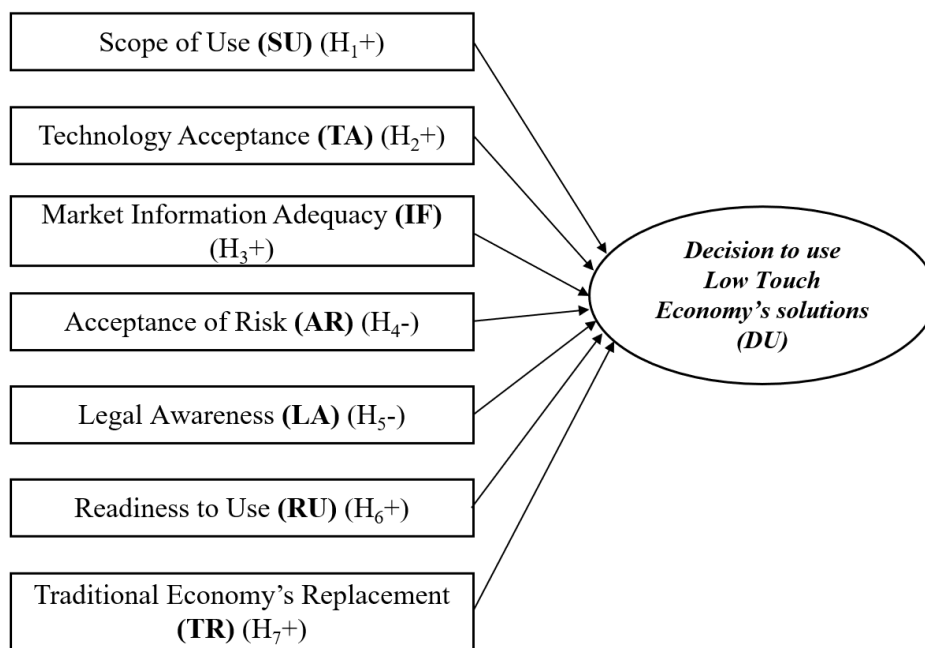 Scope of Use (SU) (H₁+)
Technology Acceptance (TA) (H₂+)
Market Information Adequacy (IF)
(H₃+)
Acceptance of Risk (AR) (H₄-)
Legal Awareness (LA) (H₅-)
Readiness to Use (RU) (H₆+)
Traditional Economy’s Replacement
(TR) (H₇+)
Decision to use
Low Touch
Economy’s solutions
(DU)